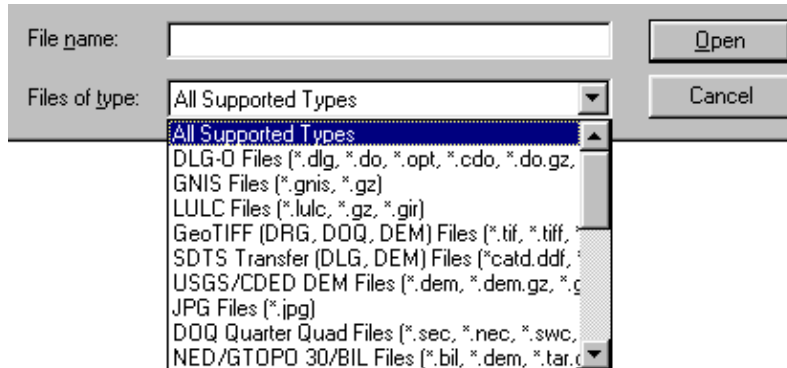 File name:
Open
Files of type:
All Supported Types
Cancel
All Supported Types
DLG-O Files (*.dlg, *.do, *.opt, *.cdo, *.do.gz,
GNIS Files (*.gnis, *.gz)
LULC Files (*.lulc, *.gz, *.gir)
GeoTIFF (DRG, DOQ, DEM) Files (*.tif, *.tiff, *
SDTS Transfer (DLG, DEM) Files (*catd.ddf, *
USGS/CDED DEM Files (*.dem, *.dem.gz, *.g
JPG Files (*.jpg)
DOQ Quarter Quad Files (*.sec, *.nec, *.swc,
NED/GTOPO 30/BIL Files (*.bil, *.dem, *.tar.g